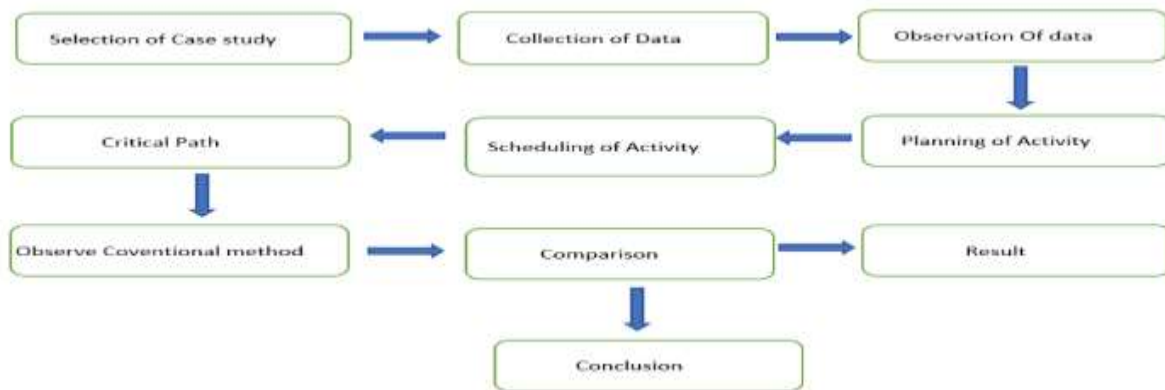 Selection of Case study
Collection of Data
Observation Of data
Critical Path
Scheduling of Activity
Planning of Activity
Observe Coventional method
Comparison
Result
Conclusion